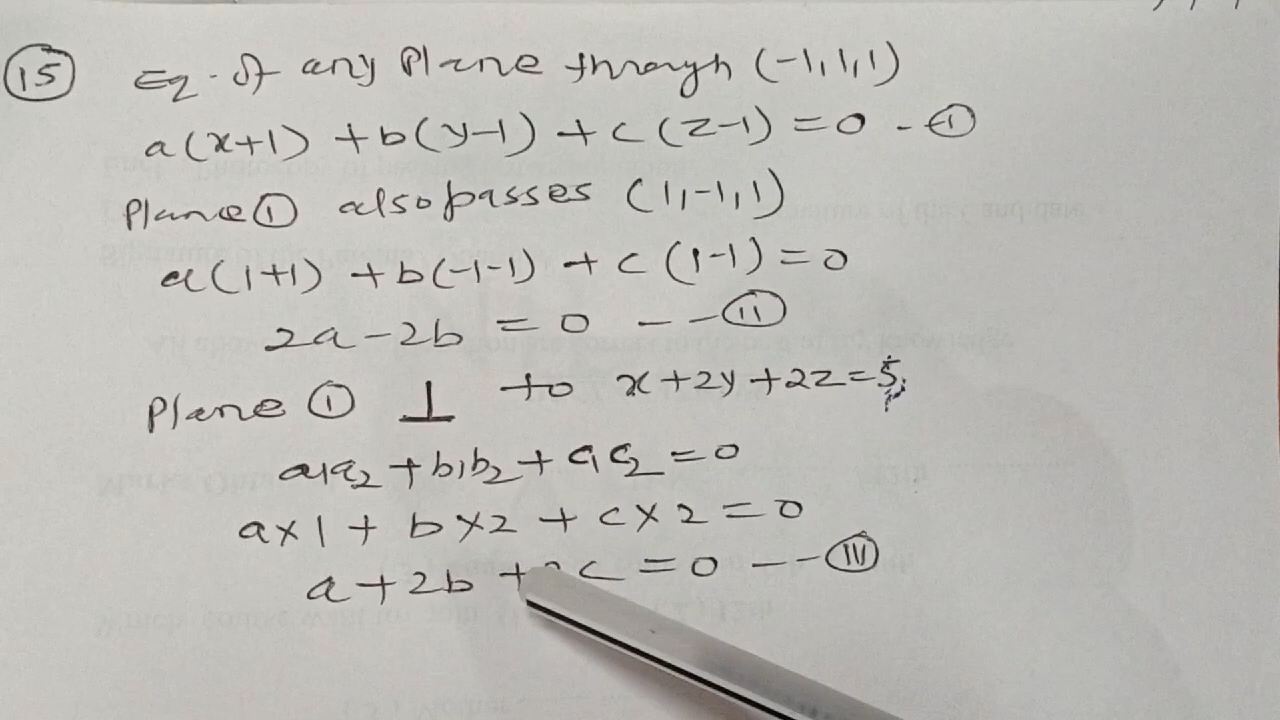 15 Eq. of any Plane through (-1,1,1)
a(x+1) + b(y-1) + c(z-1) = 0 - I
Plane I also passes (1,-1,1)
a(1+1) + b(-1-1) + c(1-1) = 0
2a-2b = 0 -- II
Plane I ⊥ to x+2y+2z=5
a1a2 + b1b2 + c1c2 = 0
a×1 + b×2 + c×2 = 0
a+2b+2c = 0 -- III